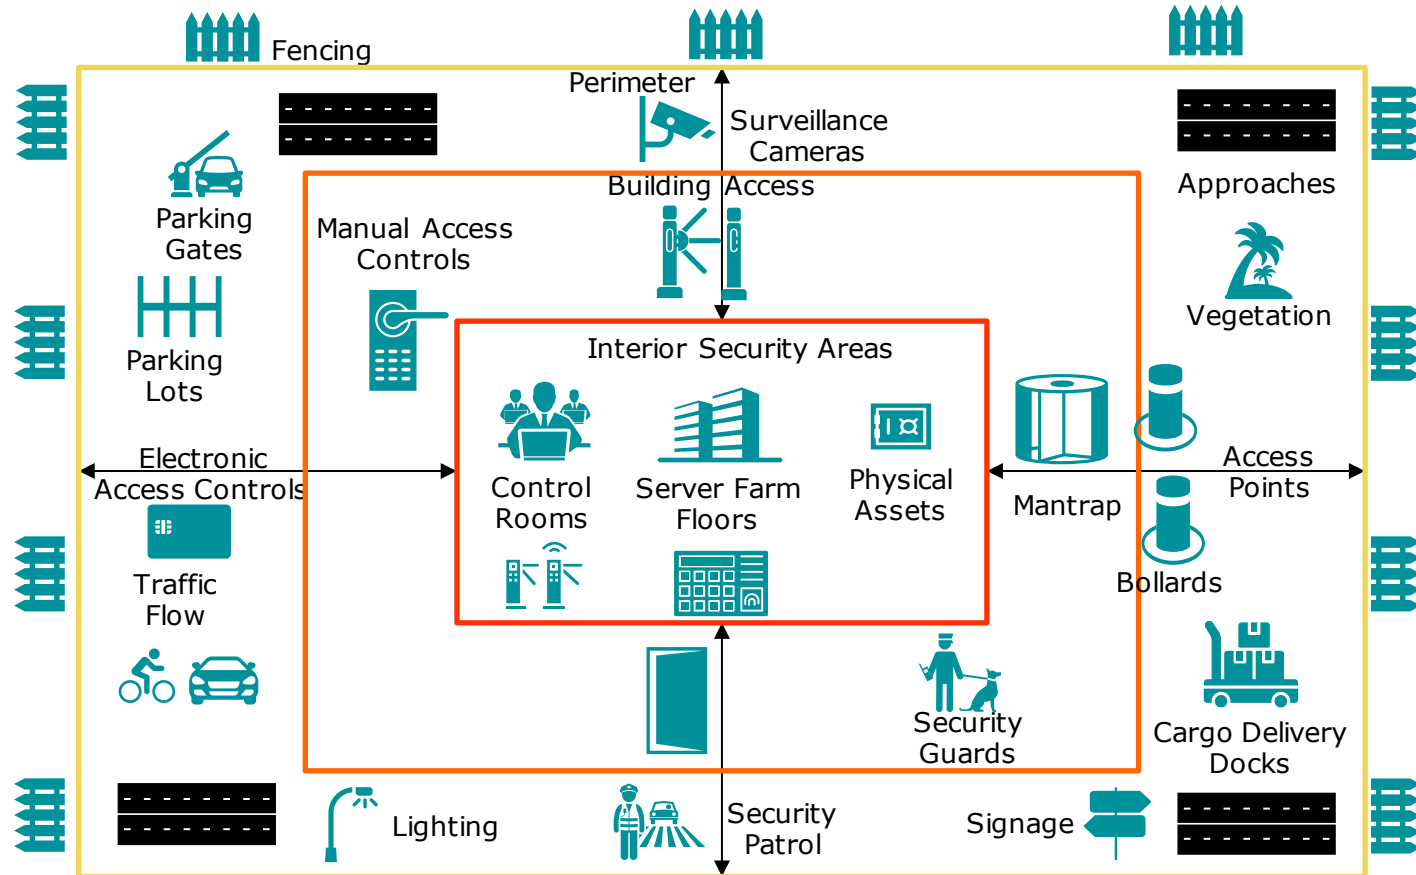 Fencing
Perimeter
Surveillance
Cameras
Building Access
Approaches
Parking
Gates
Manual Access
Controls
Vegetation
Parking
Lots
Interior Security Areas
Electronic
Access Controls
Control
Rooms
Server Farm
Floors
Physical
Assets
Mantrap
Access
Points
Traffic
Flow
Bollards
Security
Guards
Cargo Delivery
Docks
Lighting
Security
Patrol
Signage